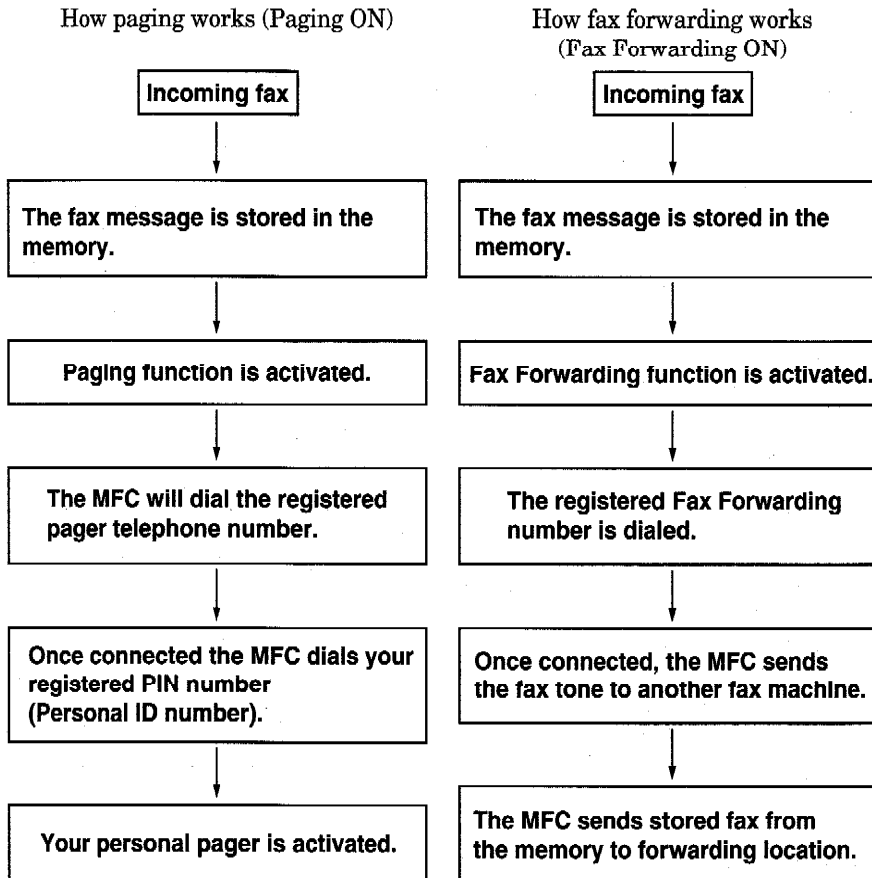 How paging works (Paging ON)
Incoming fax
The fax message is stored in the
memory.
Paging function is activated.
The MFC will dial the registered
pager telephone number.
Once connected the MFC dials your
registered PIN number
(Personal ID number).
Your personal pager is activated.
How fax forwarding works
(Fax Forwarding ON)
Incoming fax
The fax message is stored in the
memory.
Fax Forwarding function is activated.
The registered Fax Forwarding
number is dialed.
Once connected, the MFC sends
the fax tone to another fax machine.
The MFC sends stored fax from
the memory to forwarding location.